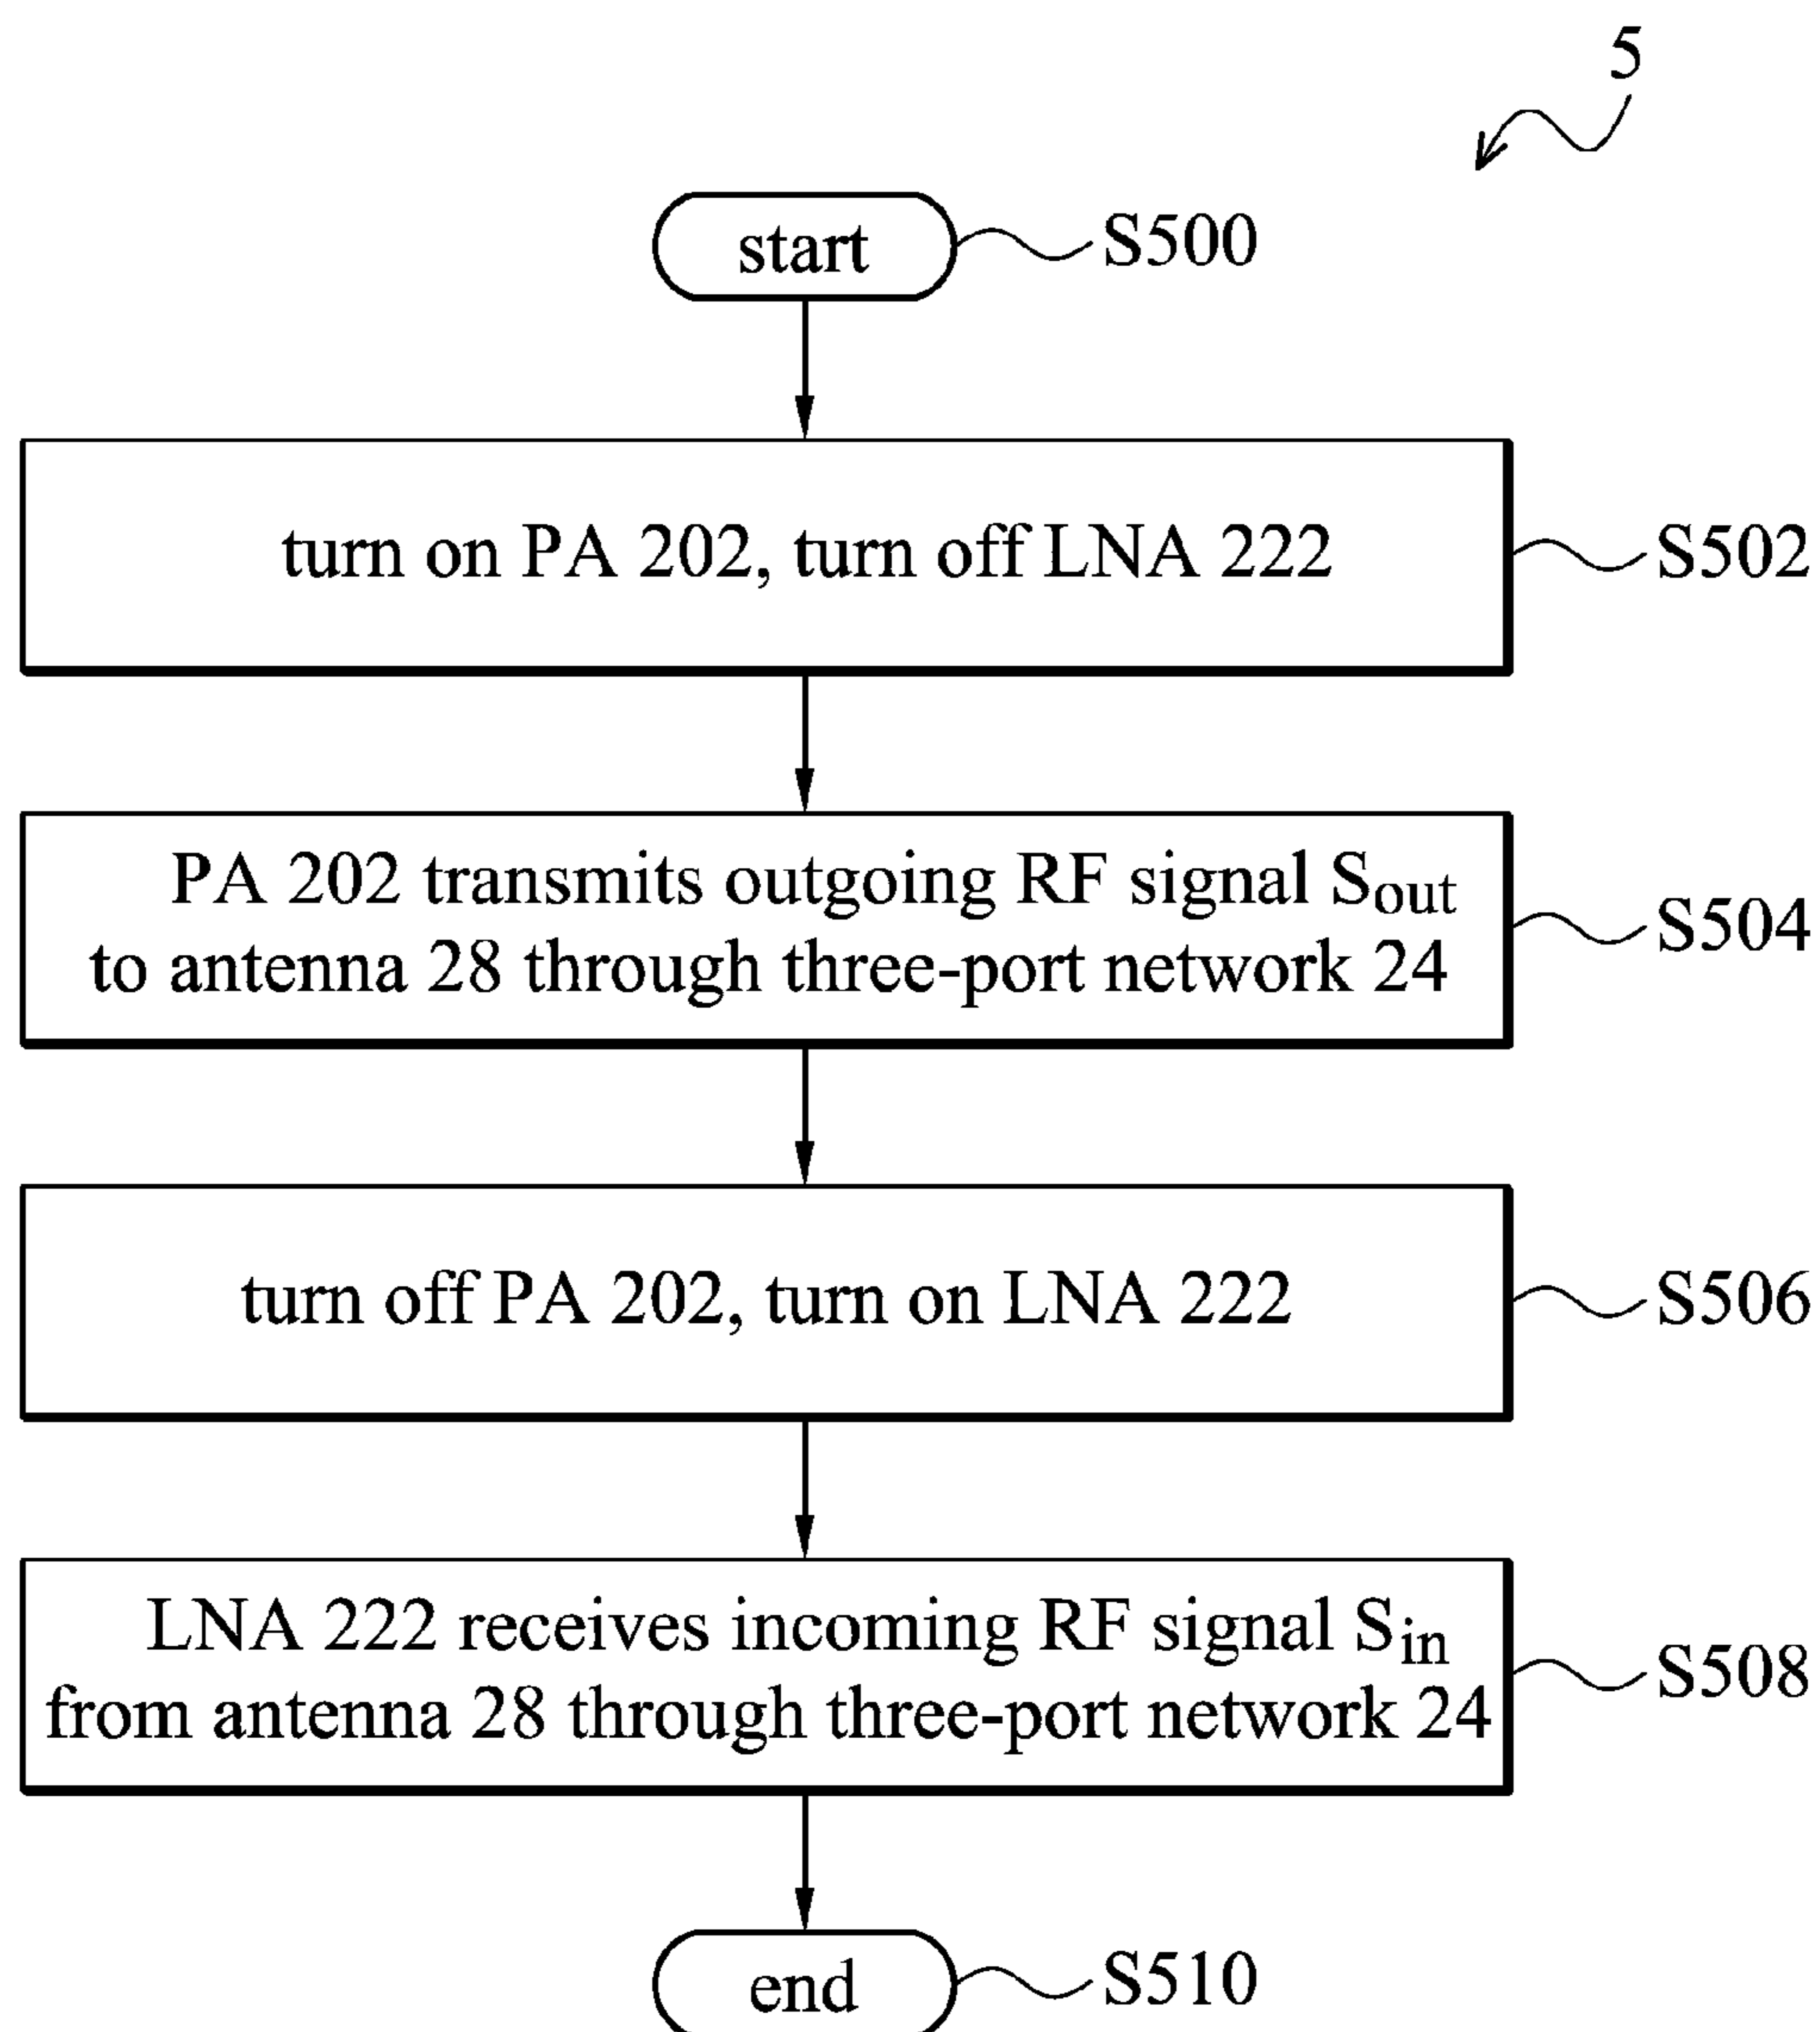 5
start
S500
turn on PA 202, turn off LNA 222
S502
PA 202 transmits outgoing RF signal Sout
to antenna 28 through three-port network 24
S504
turn off PA 202, turn on LNA 222
S506
LNA 222 receives incoming RF signal Sin
from antenna 28 through three-port network 24
S508
end
S510